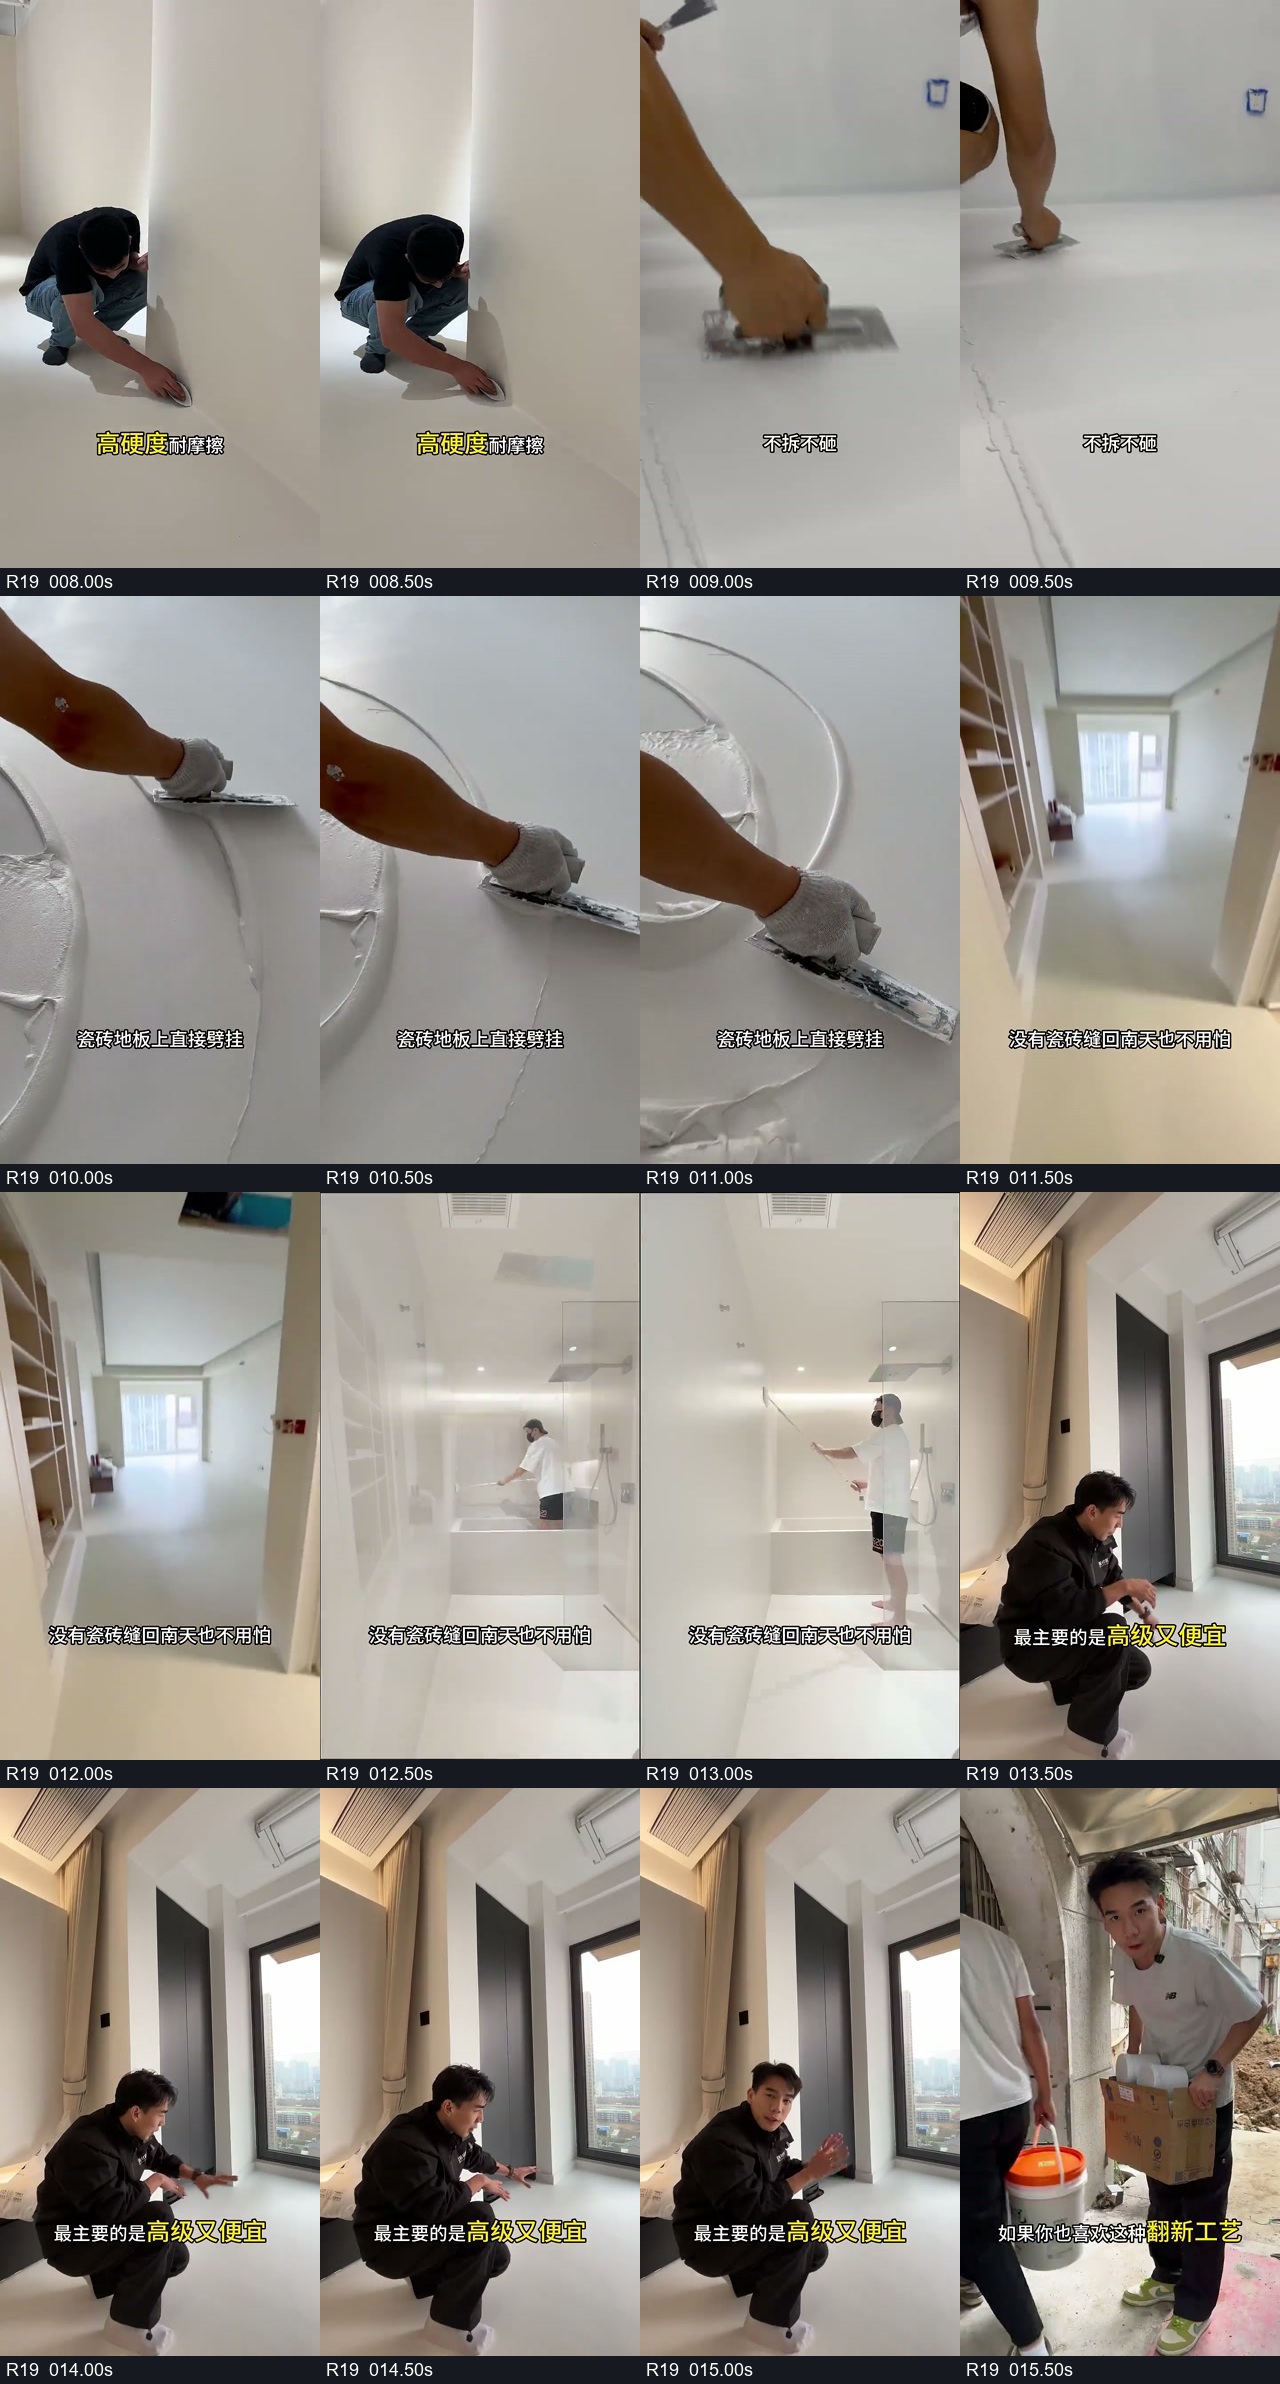 高硬度耐摩擦
高硬度耐摩擦
不拆不砸
不拆不砸
R19 008.00s
R19 008.50s
R19 009.00s
R19 009.50s
瓷砖地板上直接劈挂
瓷砖地板上直接劈挂
瓷砖地板上直接劈挂
没有瓷砖缝回南天也不用怕
R19 010.00s
R19 010.50s
R19 011.00s
R19 011.50s
没有瓷砖缝回南天也不用怕
没有瓷砖缝回南天也不用怕
没有瓷砖缝回南天也不用怕
最主要的是高级又便宜
R19 012.00s
R19 012.50s
R19 013.00s
R19 013.50s
最主要的是高级又便宜
最主要的是高级又便宜
最主要的是高级又便宜
如果你也喜欢这种翻新工艺
R19 014.00s
R19 014.50s
R19 015.00s
R19 015.50s